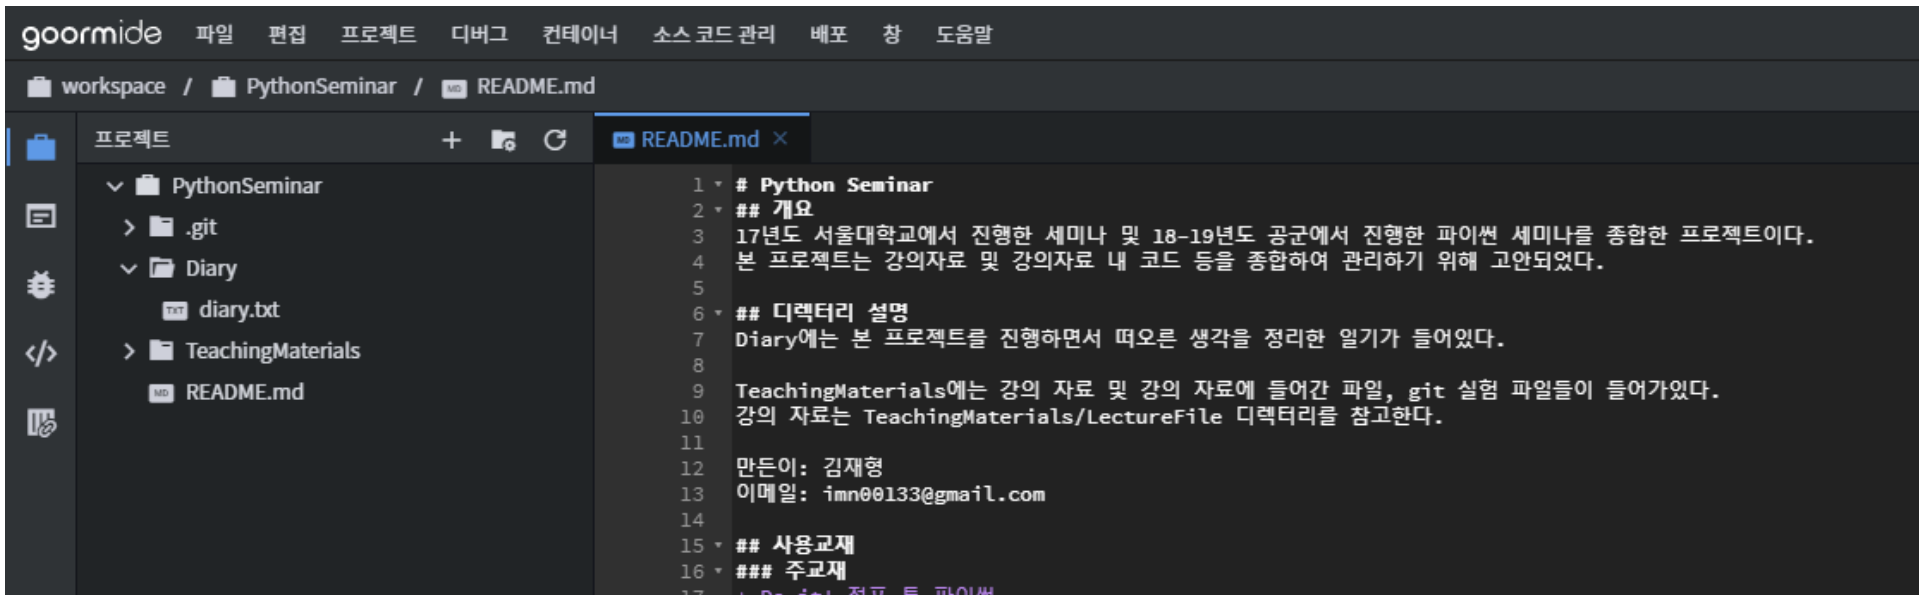 goormide 파일 편집 프로젝트 디버그 컨테이너 소스 코드 관리 배포 창 도움말
workspace / PythonSeminar / README.md
프로젝트
PythonSeminar
.git
Diary
diary.txt
TeachingMaterials
README.md
README.md ×
1 # Python Seminar
2 ## 개요
3 17년도 서울대학교에서 진행한 세미나 및 18-19년도 공군에서 진행한 파이썬 세미나를 종합한 프로젝트이다.
4 본 프로젝트는 강의자료 및 강의자료 내 코드 등을 종합하여 관리하기 위해 고안되었다.
5
6 ## 디렉터리 설명
7 Diary에는 본 프로젝트를 진행하면서 떠오른 생각을 정리한 일기가 들어있다.
8
9 TeachingMaterials에는 강의 자료 및 강의 자료에 들어간 파일, git 실험 파일들이 들어가있다.
10 강의 자료는 TeachingMaterials/LectureFile 디렉터리를 참고한다.
11
12 만든이: 김재형
13 이메일: imn00133@gmail.com
14
15 ## 사용교재
16 ### 주교재
17